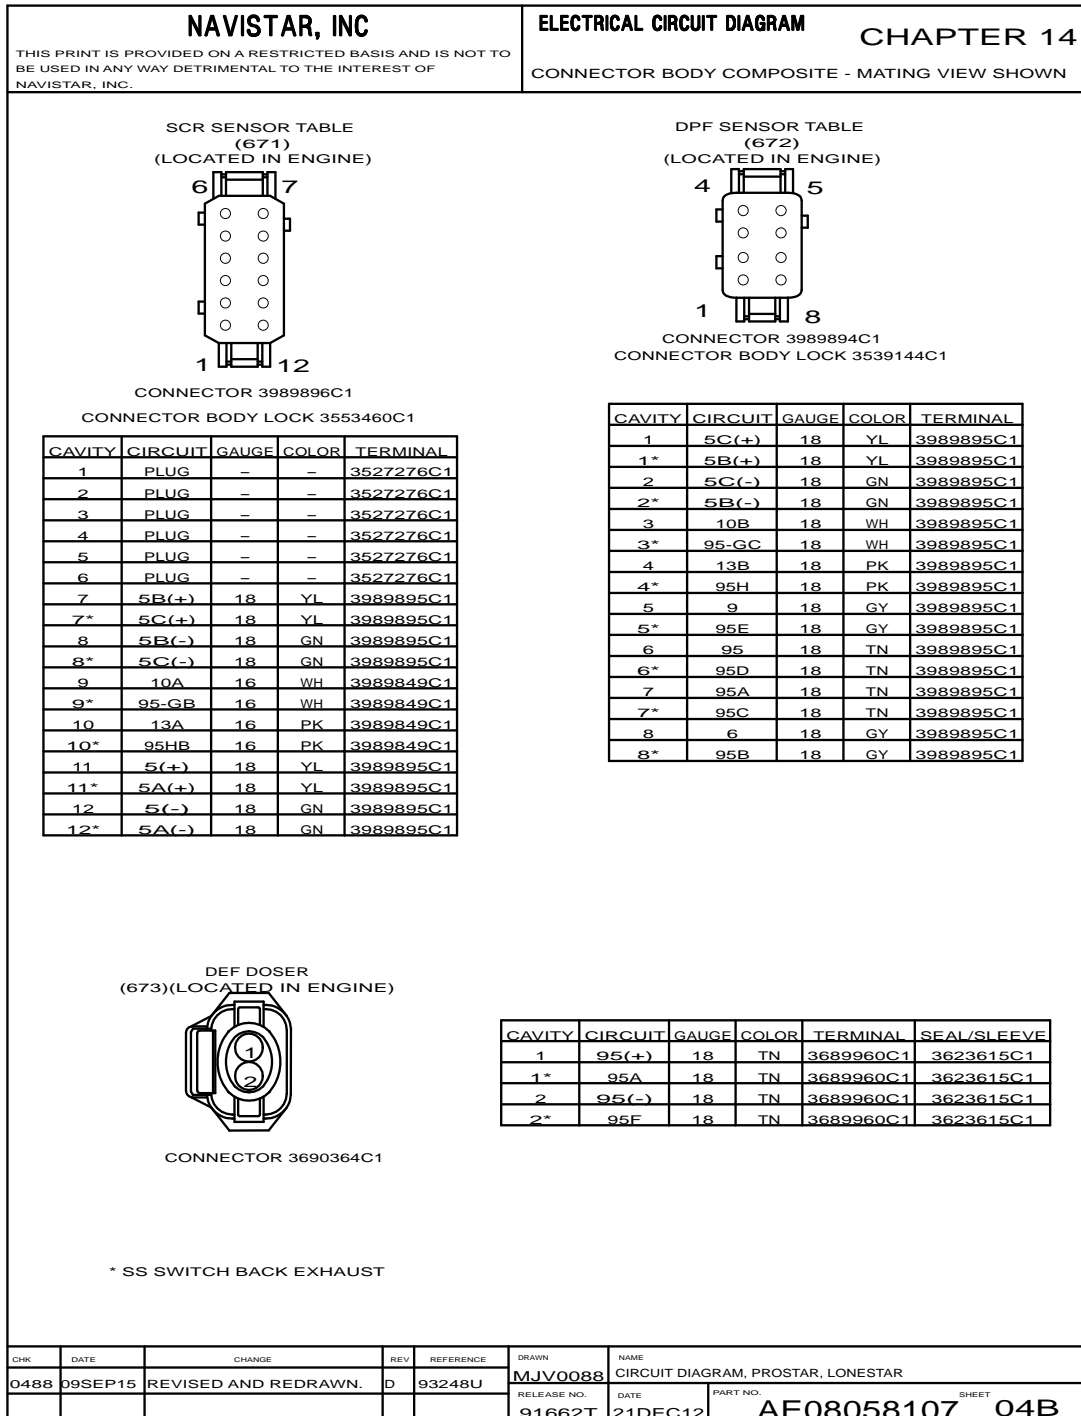 NAVISTAR, INC
THIS PRINT IS PROVIDED ON A RESTRICTED BASIS AND IS NOT TO
BE USED IN ANY WAY DETRIMENTAL TO THE INTEREST OF
NAVISTAR, INC.
ELECTRICAL CIRCUIT DIAGRAM
CHAPTER 14
CONNECTOR BODY COMPOSITE - MATING VIEW SHOWN
SCR SENSOR TABLE
(671)
(LOCATED IN ENGINE)
6 7
1 12
CONNECTOR 3989896C1
CONNECTOR BODY LOCK 3553460C1
CAVITY CIRCUIT GAUGE COLOR TERMINAL
1 PLUG – – 3527276C1
2 PLUG – – 3527276C1
3 PLUG – – 3527276C1
4 PLUG – – 3527276C1
5 PLUG – – 3527276C1
6 PLUG – – 3527276C1
7 5B(+) 18 YL 3989895C1
7* 5C(+) 18 YL 3989895C1
8 5B(-) 18 GN 3989895C1
8* 5C(-) 18 GN 3989895C1
9 10A 16 WH 3989849C1
9* 95-GB 16 WH 3989849C1
10 13A 16 PK 3989849C1
10* 95HB 16 PK 3989849C1
11 5(+) 18 YL 3989895C1
11* 5A(+) 18 YL 3989895C1
12 5(-) 18 GN 3989895C1
12* 5A(-) 18 GN 3989895C1
DPF SENSOR TABLE
(672)
(LOCATED IN ENGINE)
4 5
1 8
CONNECTOR 3989894C1
CONNECTOR BODY LOCK 3539144C1
CAVITY CIRCUIT GAUGE COLOR TERMINAL
1 5C(+) 18 YL 3989895C1
1* 5B(+) 18 YL 3989895C1
2 5C(-) 18 GN 3989895C1
2* 5B(-) 18 GN 3989895C1
3 10B 18 WH 3989895C1
3* 95-GC 18 WH 3989895C1
4 13B 18 PK 3989895C1
4* 95H 18 PK 3989895C1
5 9 18 GY 3989895C1
5* 95E 18 GY 3989895C1
6 95 18 TN 3989895C1
6* 95D 18 TN 3989895C1
7 95A 18 TN 3989895C1
7* 95C 18 TN 3989895C1
8 6 18 GY 3989895C1
8* 95B 18 GY 3989895C1
DEF DOSER
(673)(LOCATED IN ENGINE)
1
2
CONNECTOR 3690364C1
CAVITY CIRCUIT GAUGE COLOR TERMINAL SEAL/SLEEVE
1 95(+) 18 TN 3689960C1 3623615C1
1* 95A 18 TN 3689960C1 3623615C1
2 95(-) 18 TN 3689960C1 3623615C1
2* 95F 18 TN 3689960C1 3623615C1
* SS SWITCH BACK EXHAUST
CHK DATE CHANGE REV REFERENCE
0488 09SEP15 REVISED AND REDRAWN. D 93248U
DRAWN
MJV0088
NAME
CIRCUIT DIAGRAM, PROSTAR, LONESTAR
RELEASE NO.
91662T
DATE
21DEC12
PART NO.
AF08058107
SHEET
04B